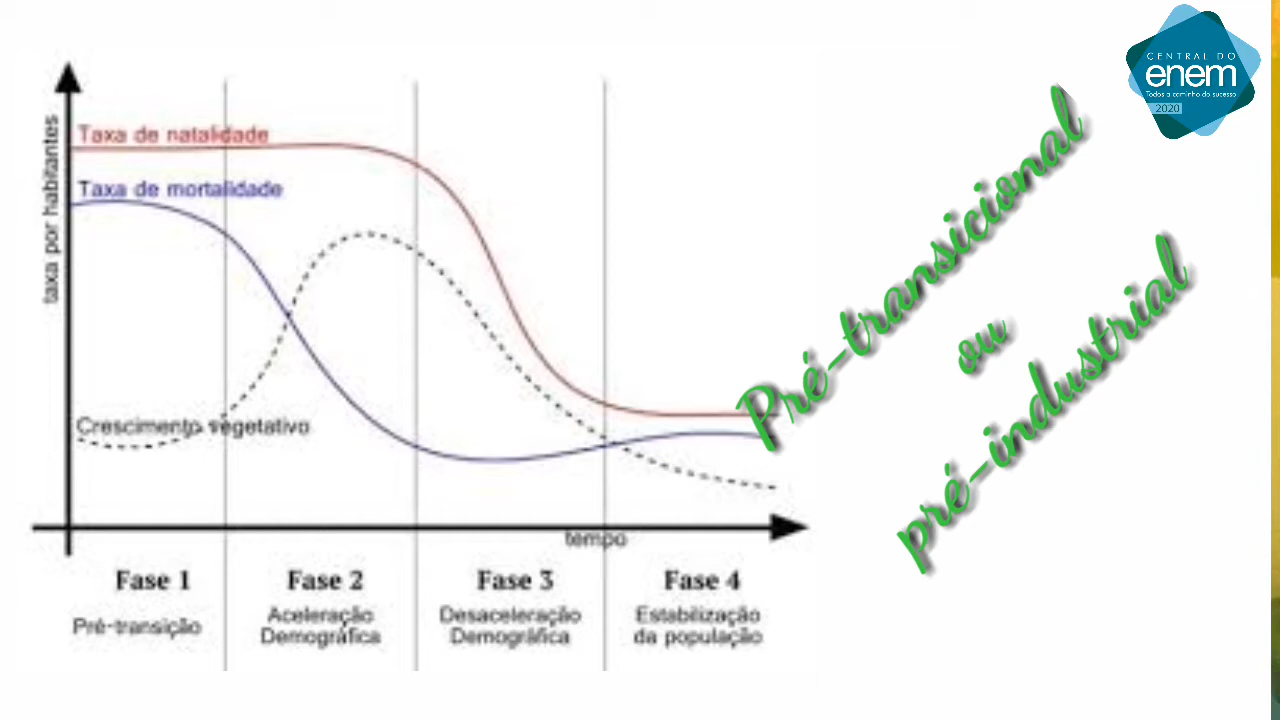 CENTRAL DO
enem
Todos a caminho do sucesso
2020
taxa por habitantes
Taxa de natalidade
Taxa de mortalidade
Crescimento vegetativo
tempo
Fase 1
Pré-transição
Fase 2
Aceleração
Demográfica
Fase 3
Desaceleração
Demográfica
Fase 4
Estabilização
da população
Pré-transicional
ou
pré-industrial